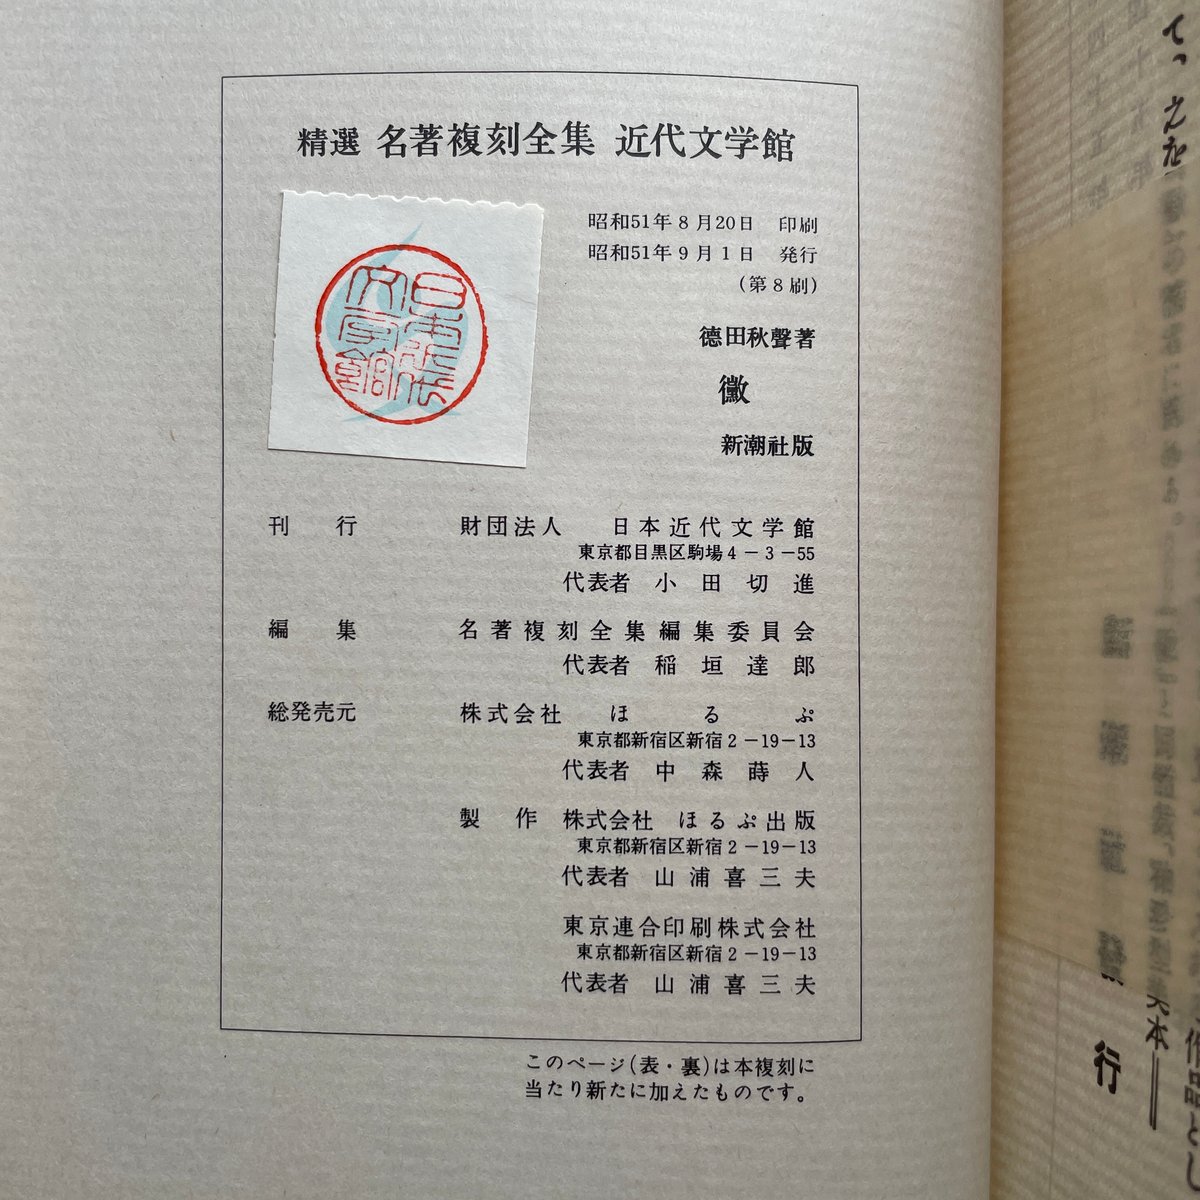 精選 名著複刻全集 近代文学館
昭和51年8月20日 印刷
昭和51年9月1日 発行
(第8刷)
德田秋聲著
黴
新潮社版
日本近代文学館
刊行 財団法人 日本近代文学館
東京都目黒区駒場4-3-55
代表者 小田切進
編集 名著複刻全集編集委員会
代表者 稲垣達郎
総発売元 株式会社 ほるぷ
東京都新宿区新宿2-19-13
代表者 中森蒔人
製作 株式会社 ほるぷ出版
東京都新宿区新宿2-19-13
代表者 山浦喜三夫
東京連合印刷株式会社
東京都新宿区新宿2-19-13
代表者 山浦喜三夫
このページ(表・裏)は本複刻に
当たり新たに加えたものです。
行